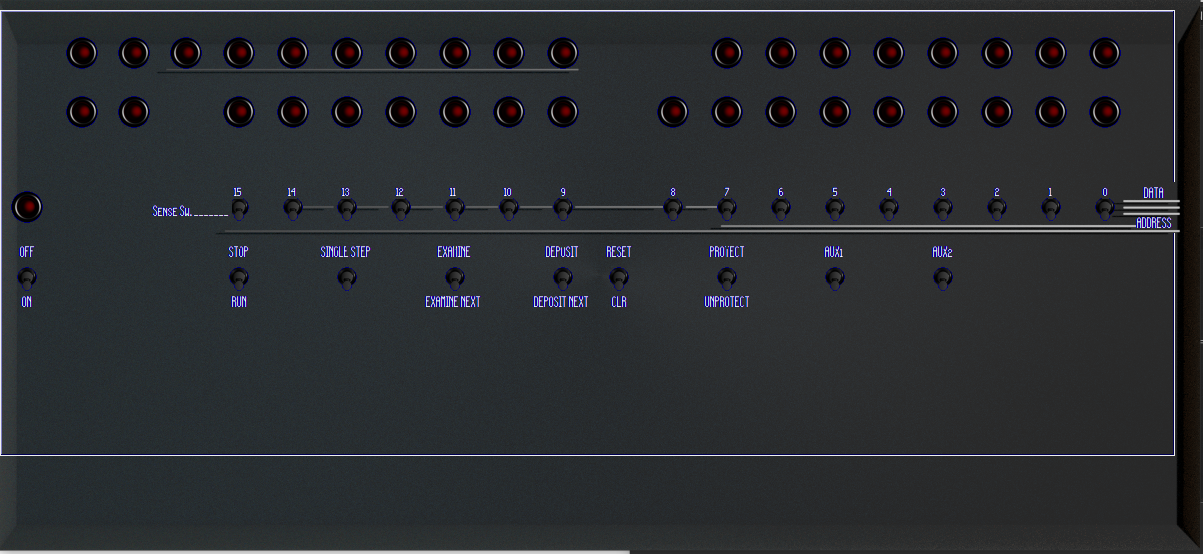 15 14 13 12 11 10 9 8 7 6 5 4 3 2 1 0 DATA
Sense Sw._______
ADDRESS
OFF STOP SINGLE STEP EXAMINE DEPOSIT RESET PROTECT AUX1 AUX2
ON RUN EXAMINE NEXT DEPOSIT NEXT CLR UNPROTECT